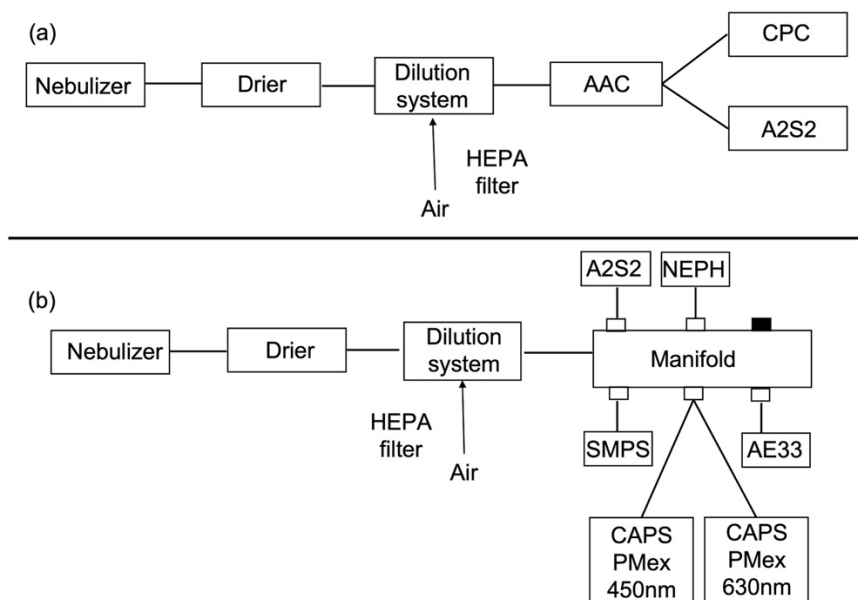 (a)
Nebulizer
Drier
Dilution
system
HEPA
filter
Air
AAC
CPC
A2S2
(b)
Nebulizer
Drier
Dilution
system
HEPA
filter
Air
A2S2
NEPH
Manifold
SMPS
AE33
CAPS
PMex
450nm
CAPS
PMex
630nm